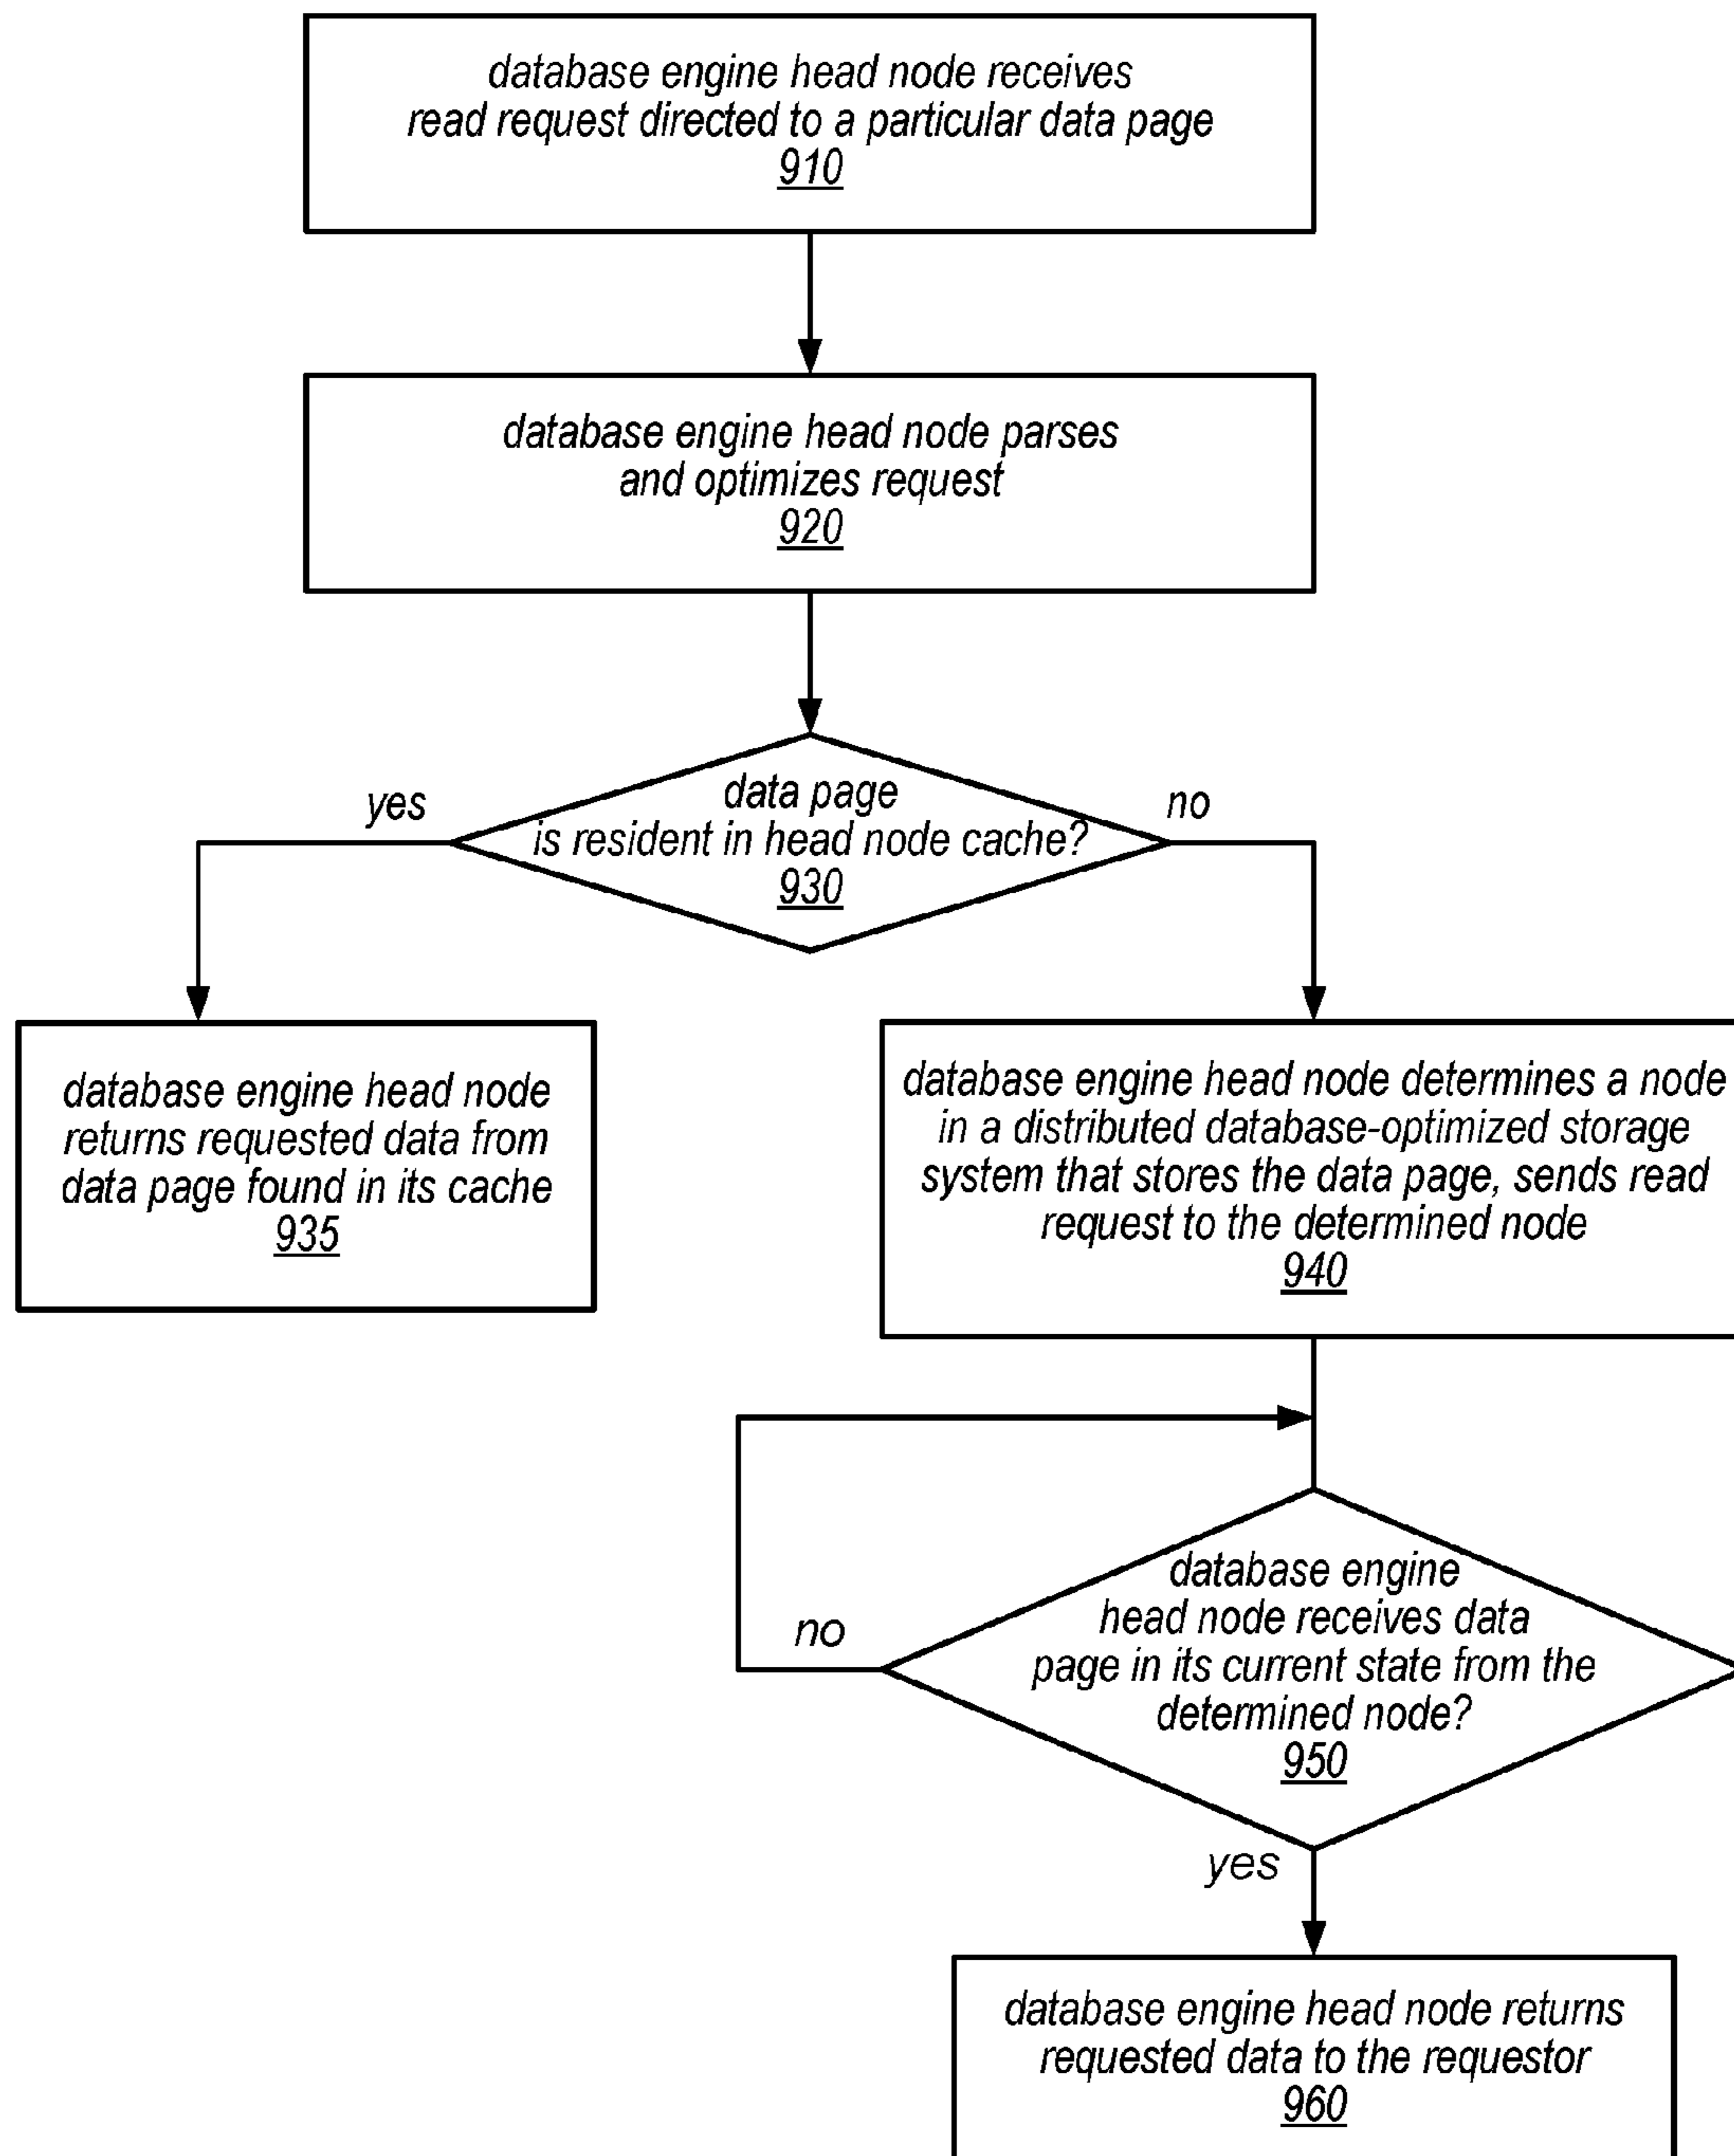 database engine head node receives
read request directed to a particular data page
910
database engine head node parses
and optimizes request
920
yes
data page
is resident in head node cache?
930
no
database engine head node
returns requested data from
data page found in its cache
935
database engine head node determines a node
in a distributed database-optimized storage
system that stores the data page, sends read
request to the determined node
940
no
database engine
head node receives data
page in its current state from the
determined node?
950
yes
database engine head node returns
requested data to the requestor
960